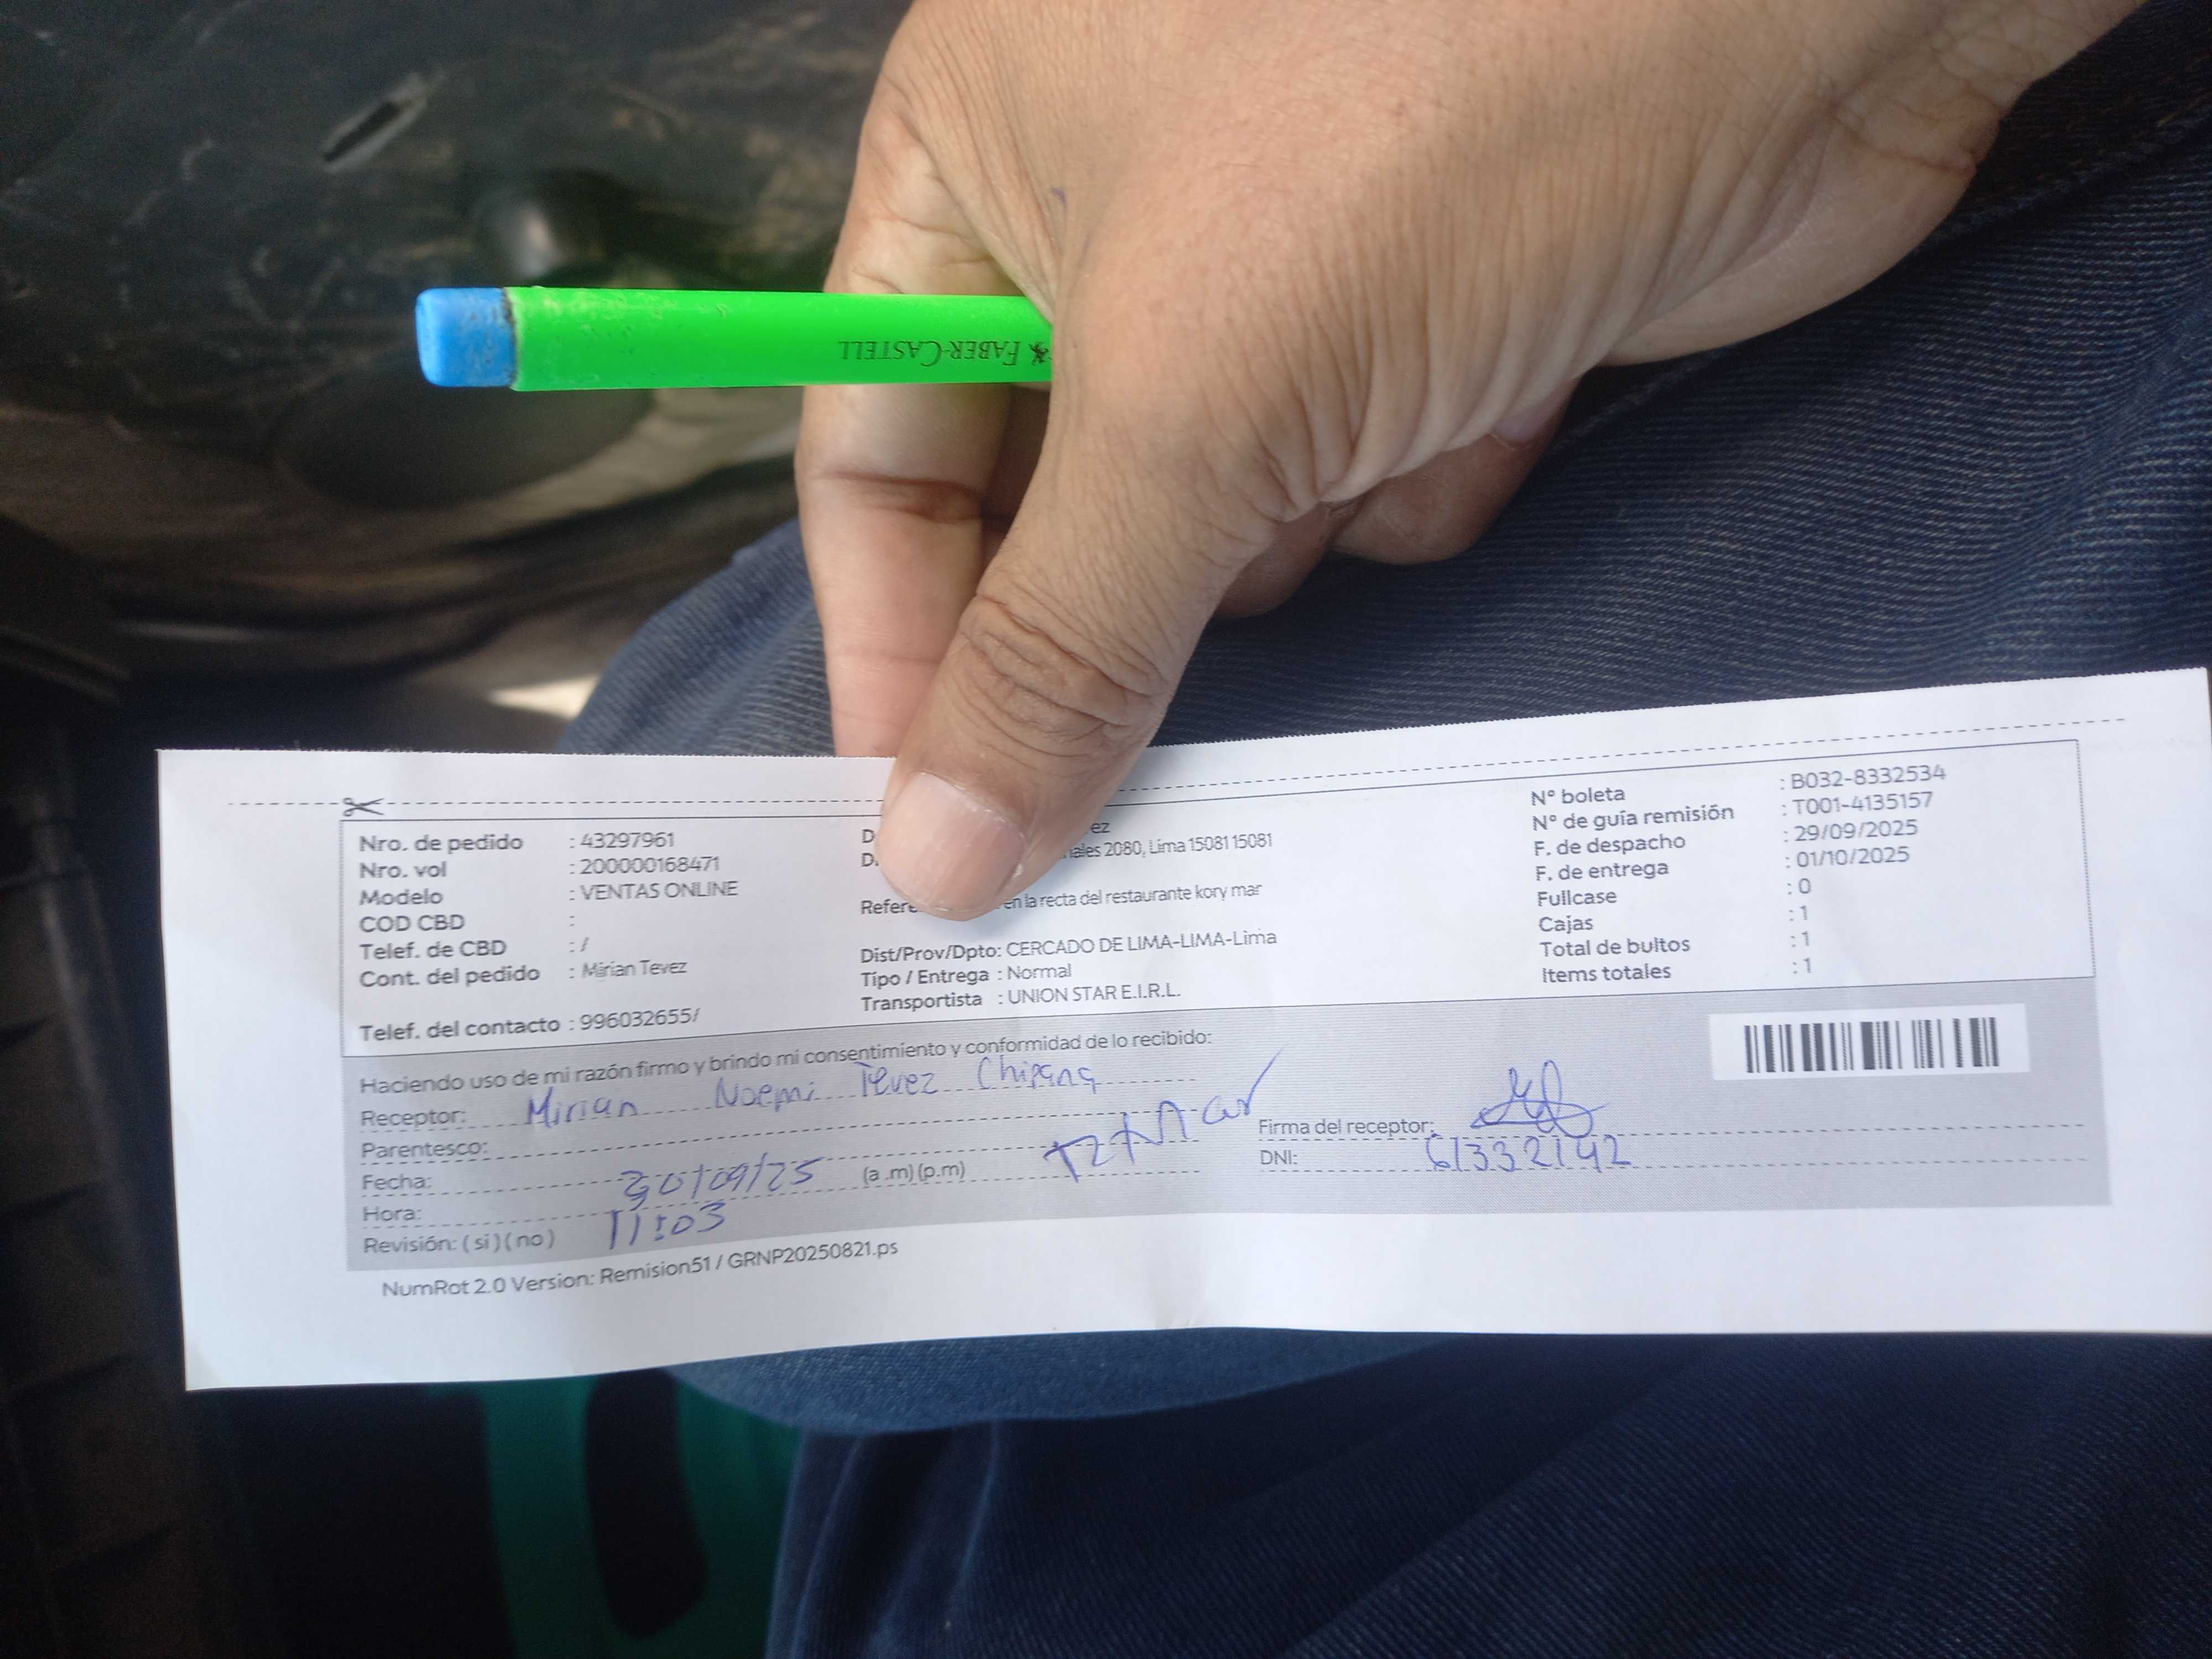 FABER-CASTELL
Nro. de pedido : 43297961
Nro. vol : 200000168471
Modelo : VENTAS ONLINE
COD CBD :
Telef. de CBD : /
Cont. del pedido : Mirian Tevez
Telef. del contacto : 996032655/
ez
ales 2080, Lima 15081 15081
en la recta del restaurante kory mar
Dist/Prov/Dpto: CERCADO DE LIMA-LIMA-Lima
Tipo / Entrega : Normal
Transportista : UNION STAR E.I.R.L.
N° boleta : B032-8332534
N° de guía remisión : T001-4135157
F. de despacho : 29/09/2025
F. de entrega : 01/10/2025
Fullcase : 0
Cajas : 1
Total de bultos : 1
Items totales : 1
Haciendo uso de mi razón firmo y brindo mi consentimiento y conformidad de lo recibido:
Receptor: Mirian Noemi Tevez Chipana
Parentesco:
Fecha: 30/09/25 (a .m) (p.m)
Hora: 11:03
Revisión: ( si ) ( no )
Firma del receptor:
DNI: 61332142
NumRot 2.0 Version: Remision51 / GRNP20250821.ps